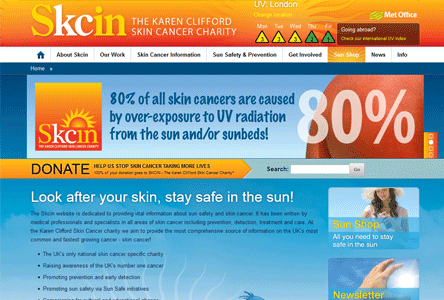 Skcin
THE KAREN CLIFFORD
SKIN CANCER CHARITY
UV: London
Change location
Mon Tue Wed Thu Fri
Met Office
Going abroad?
Check our international UV index
About Skcin Our Work Skin Cancer Information Sun Safety & Prevention Get Involved Sun Shop News Info
Home
Skcin
THE KAREN CLIFFORD SKIN CANCER CHARITY
80% of all skin cancers are caused
by over-exposure to UV radiation
from the sun and/or sunbeds!
80%
DONATE
HELP US STOP SKIN CANCER TAKING MORE LIVES
100% of your donation goes to SKCIN - The Karen Clifford Skin Cancer Charity
Search:
Go
Look after your skin, stay safe in the sun!
The Skcin website is dedicated to providing vital information about sun safety and skin cancer. It has been written by
medical professionals and specialists in all areas of skin cancer including prevention, detection, treatment and care. At
the Karen Clifford Skin Cancer charity we aim to provide the most comprehensive source of information on the UK's most
common and fastest growing cancer - skin cancer!
The UK's only national skin cancer specific charity
Raising awareness of the UK's number one cancer
Promoting prevention and early detection
Promoting sun safety via Sun Safe initiatives
Sun Shop
All you need to stay
safe in the sun
Newsletter